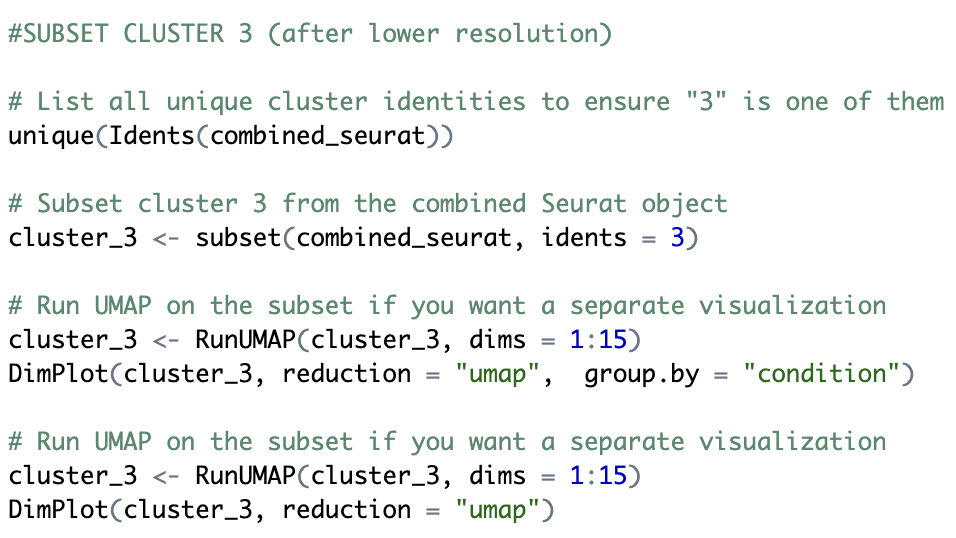 #SUBSET CLUSTER 3 (after lower resolution)
# List all unique cluster identities to ensure "3" is one of them
unique(Idents(combined_seurat))
# Subset cluster 3 from the combined Seurat object
cluster_3 <- subset(combined_seurat, idents = 3)
# Run UMAP on the subset if you want a separate visualization
cluster_3 <- RunUMAP(cluster_3, dims = 1:15)
DimPlot(cluster_3, reduction = "umap",  group.by = "condition")
# Run UMAP on the subset if you want a separate visualization
cluster_3 <- RunUMAP(cluster_3, dims = 1:15)
DimPlot(cluster_3, reduction = "umap")